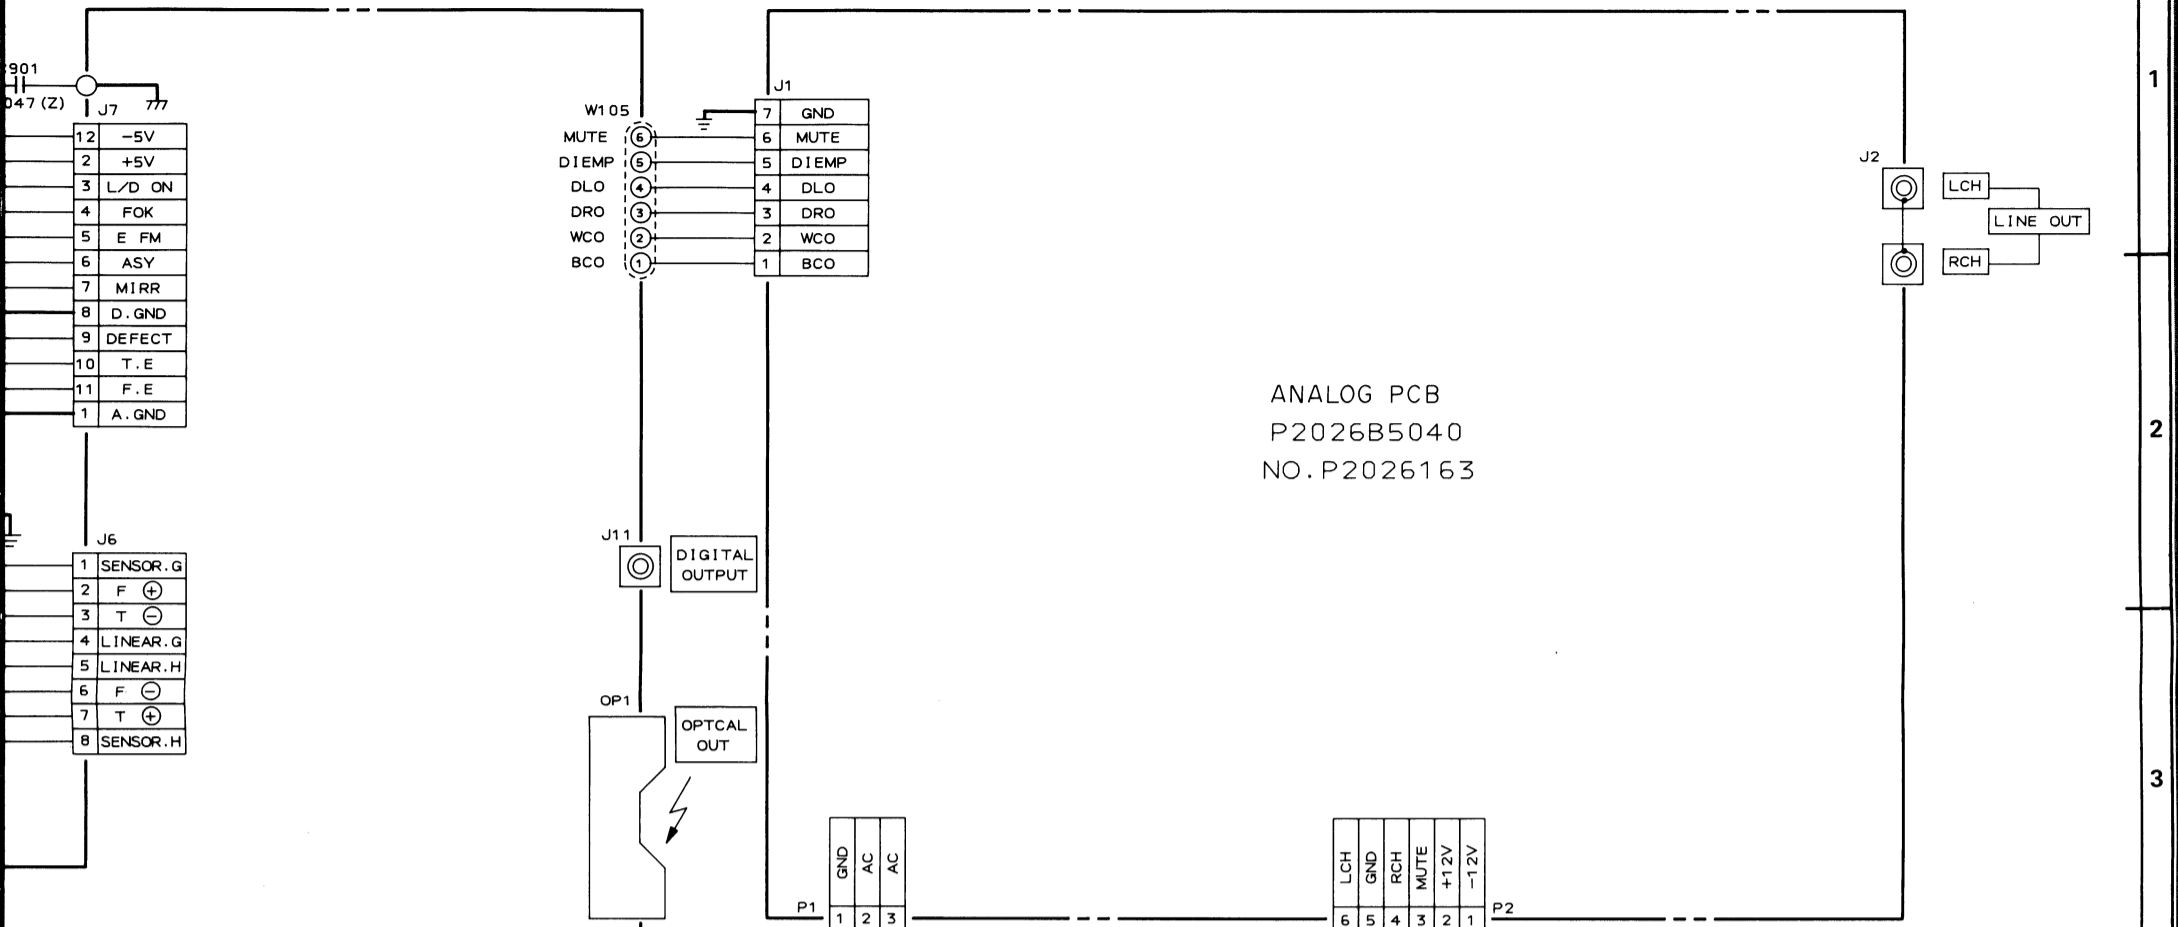 901
047 (Z)
J7
12 -5V
2 +5V
3 L/D ON
4 FOK
5 E FM
6 ASY
7 MIRR
8 D.GND
9 DEFECT
10 T.E
11 F.E
1 A.GND
J6
1 SENSOR.G
2 F ⊕
3 T ⊖
4 LINEAR.G
5 LINEAR.H
6 F ⊖
7 T ⊕
8 SENSOR.H
W105
MUTE 6
DIEMP 5
DLO 4
DRO 3
WCO 2
BCO 1
J1
7 GND
6 MUTE
5 DIEMP
4 DLO
3 DRO
2 WCO
1 BCO
J11
DIGITAL
OUTPUT
OP1
OPTCAL
OUT
ANALOG PCB
P2026B5040
NO.P2026163
J2
LCH
LINE OUT
RCH
P1
GND AC AC
1 2 3
LCH GND RCH MUTE +12V -12V
6 5 4 3 2 1
P2
1
2
3